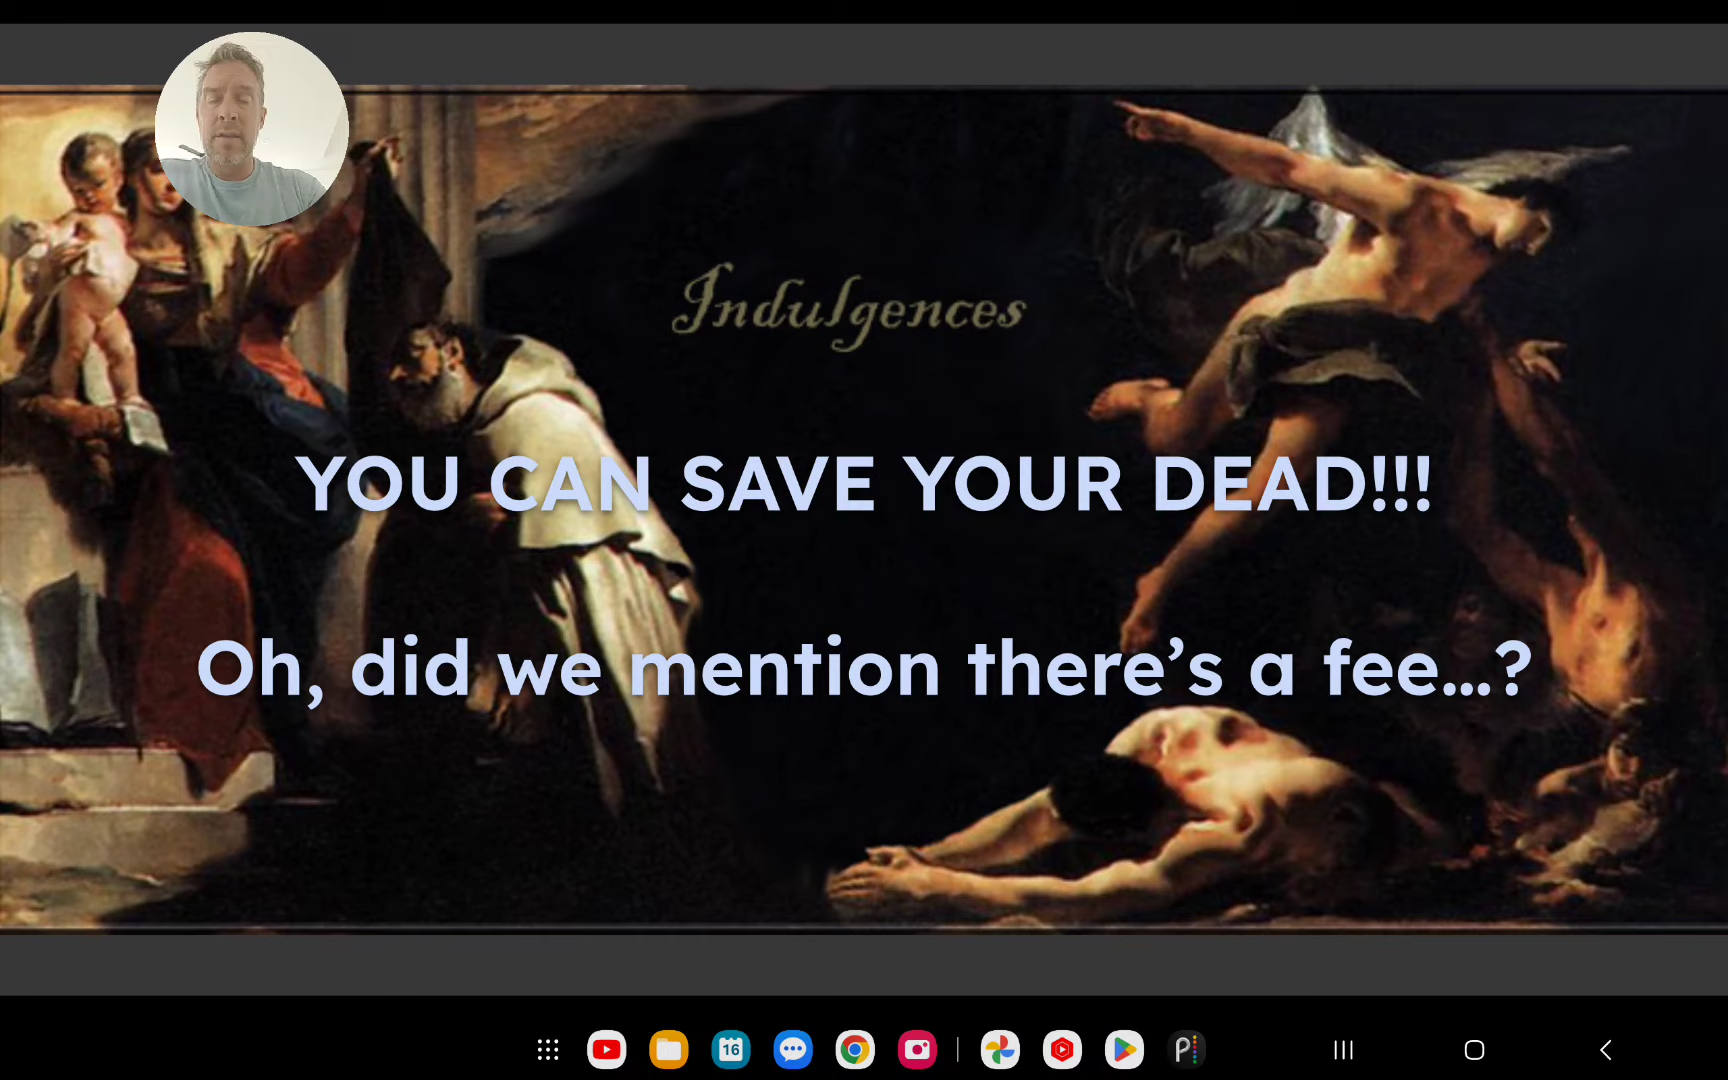 Indulgences
YOU CAN SAVE YOUR DEAD!!!
Oh, did we mention there’s a fee...?
16